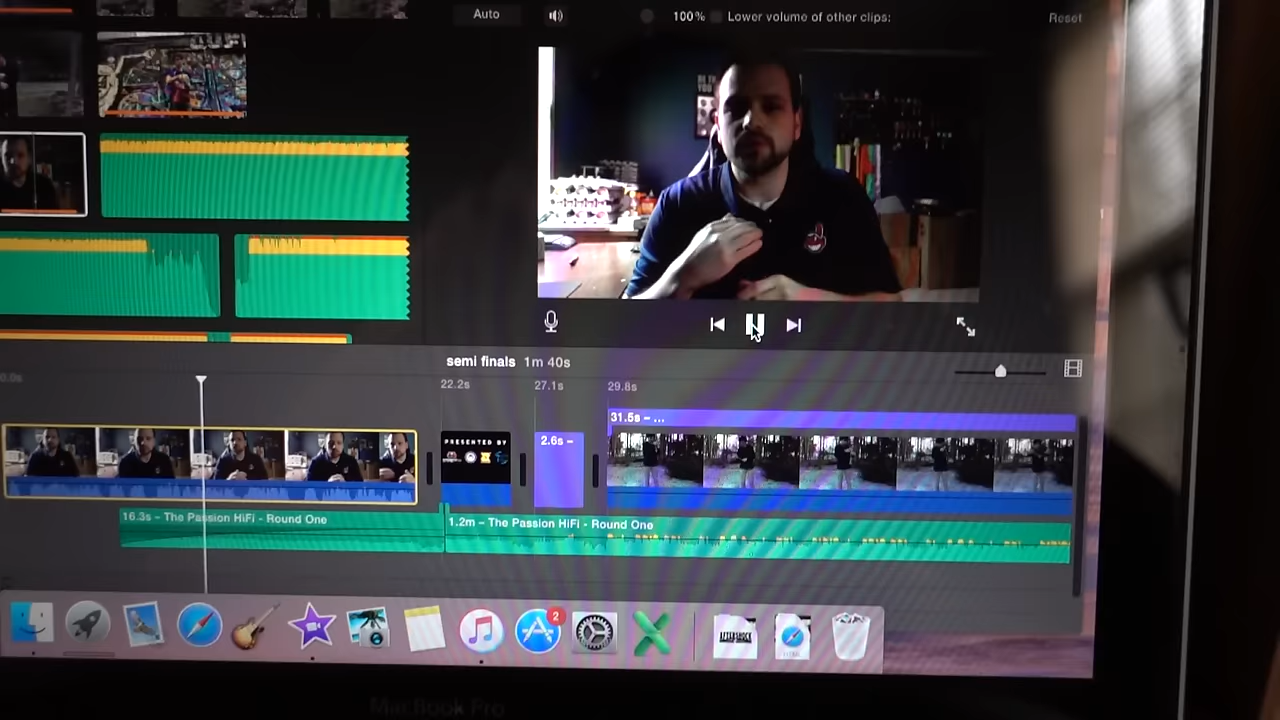 Auto
100%
Lower volume of other clips:
Reset
semi finals 1m 40s
22.2s
27.1s
29.8s
31.5s – ...
PRESENTED BY
2.6s –
16.3s – The Passion HiFi - Round One
1.2m – The Passion HiFi - Round One
2
AFTERSHOCK
MacBook Pro